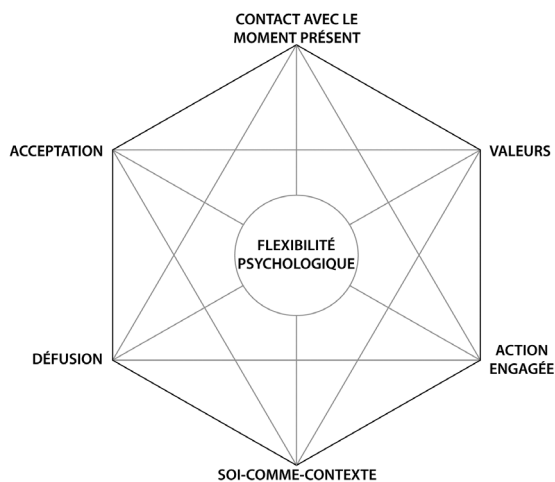 CONTACT AVEC LE
MOMENT PRÉSENT
ACCEPTATION
VALEURS
FLEXIBILITÉ
PSYCHOLOGIQUE
DÉFUSION
ACTION
ENGAGÉE
SOI-COMME-CONTEXTE